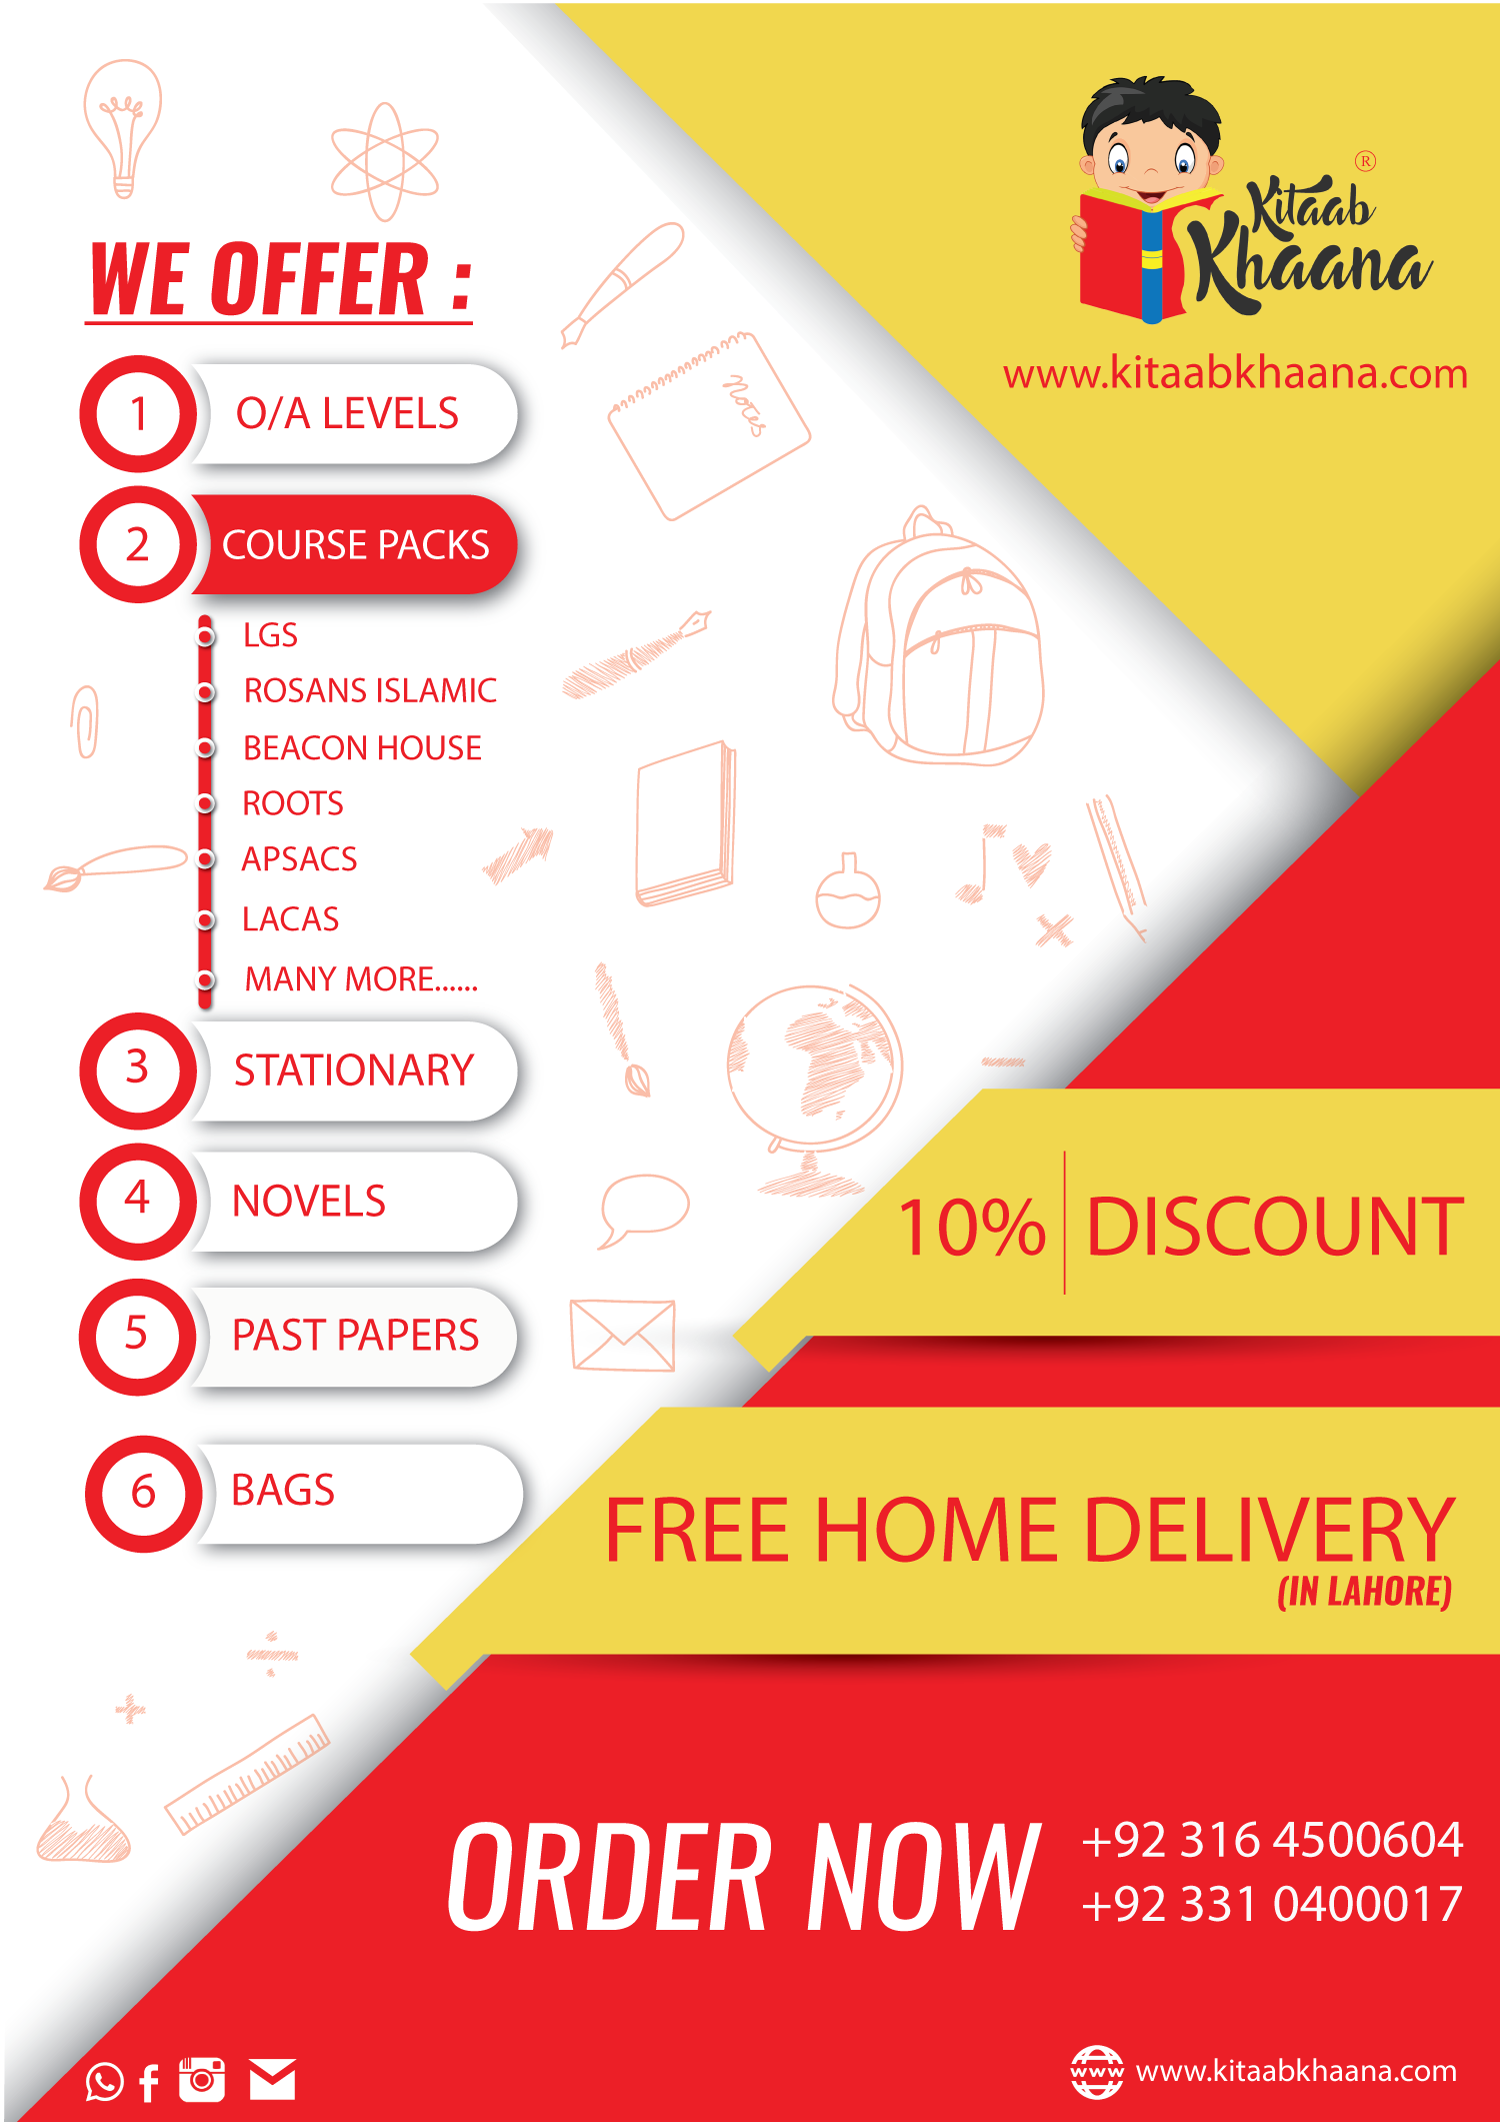 Kitaab
Khaana
®
www.kitaabkhaana.com
WE OFFER :
1 O/A LEVELS
2 COURSE PACKS
LGS
ROSANS ISLAMIC
BEACON HOUSE
ROOTS
APSACS
LACAS
MANY MORE......
3 STATIONARY
4 NOVELS
5 PAST PAPERS
6 BAGS
Notes
10% DISCOUNT
FREE HOME DELIVERY
(IN LAHORE)
ORDER NOW
+92 316 4500604
+92 331 0400017
www www.kitaabkhaana.com